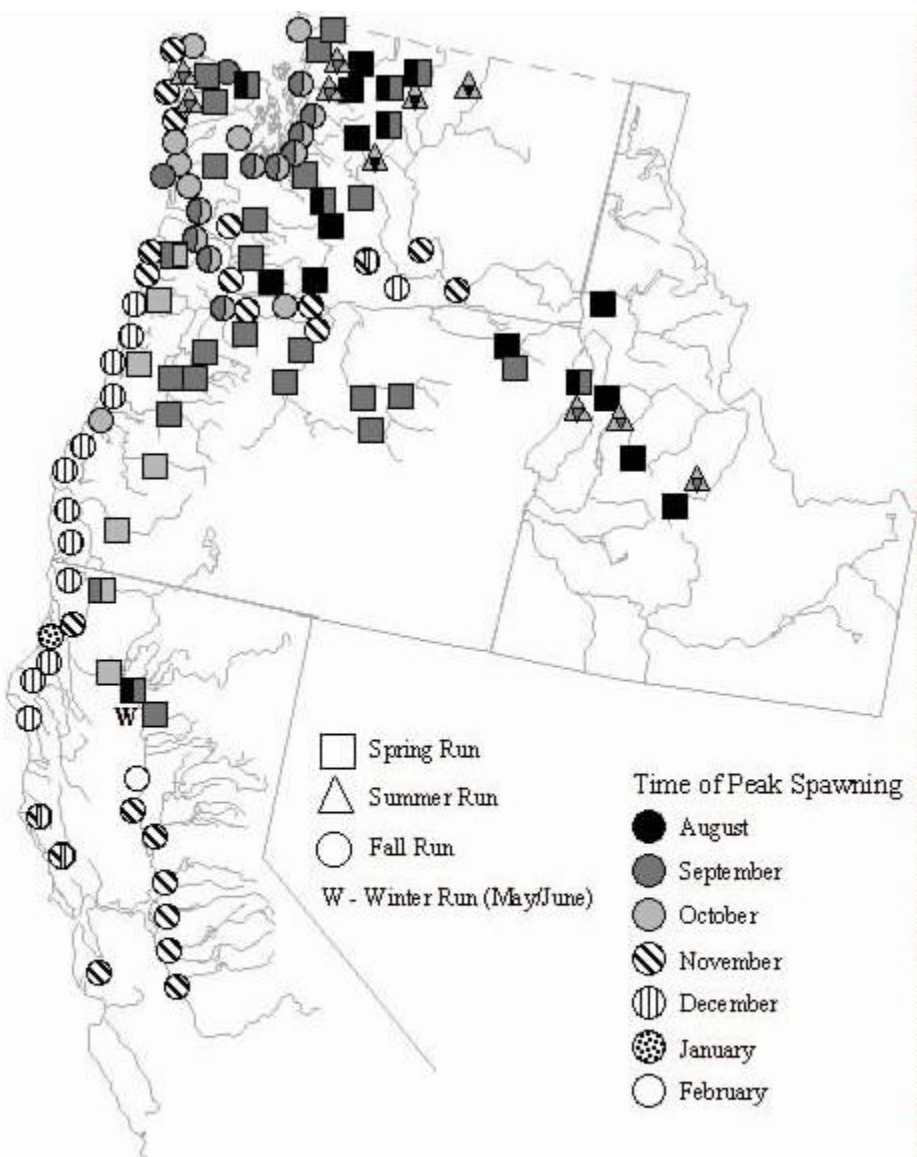 W
Spring Run
Summer Run
Fall Run
W - Winter Run (May/June)
Time of Peak Spawning
August
September
October
November
December
January
February